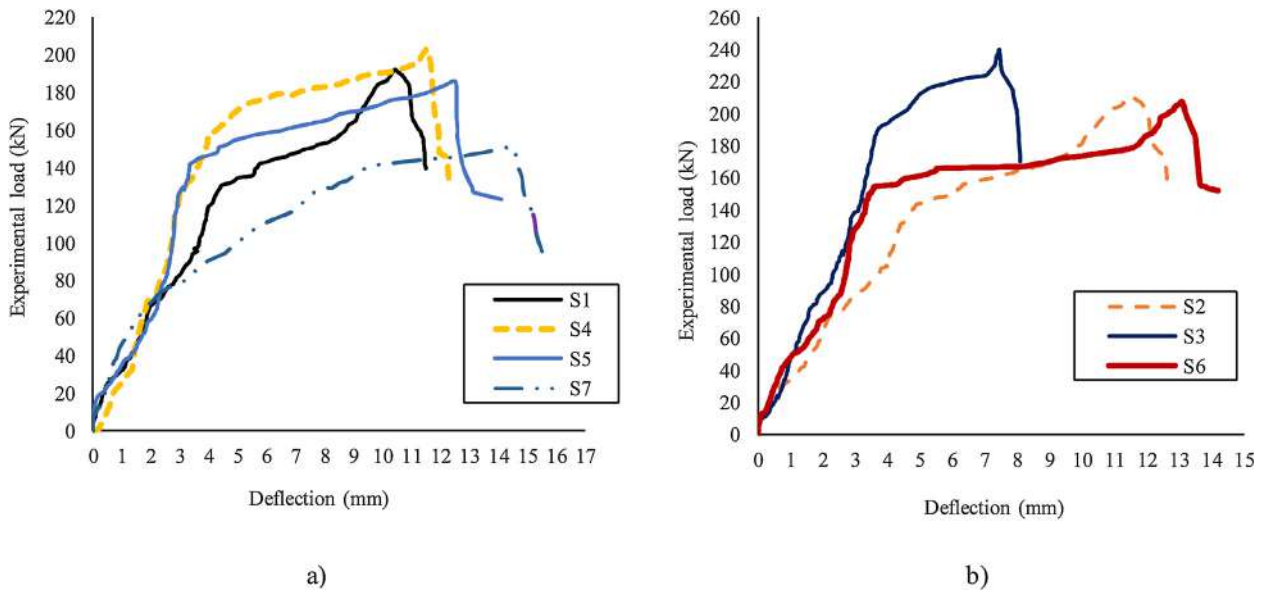 220
200
180
160
140
120
100
80
60
40
20
0
Experimental load (kN)
0 1 2 3 4 5 6 7 8 9 10 11 12 13 14 15 16 17
Deflection (mm)
S1
S4
S5
S7
a)
260
240
220
200
180
160
140
120
100
80
60
40
20
0
Experimental load (kN)
0 1 2 3 4 5 6 7 8 9 10 11 12 13 14 15
Deflection (mm)
S2
S3
S6
b)